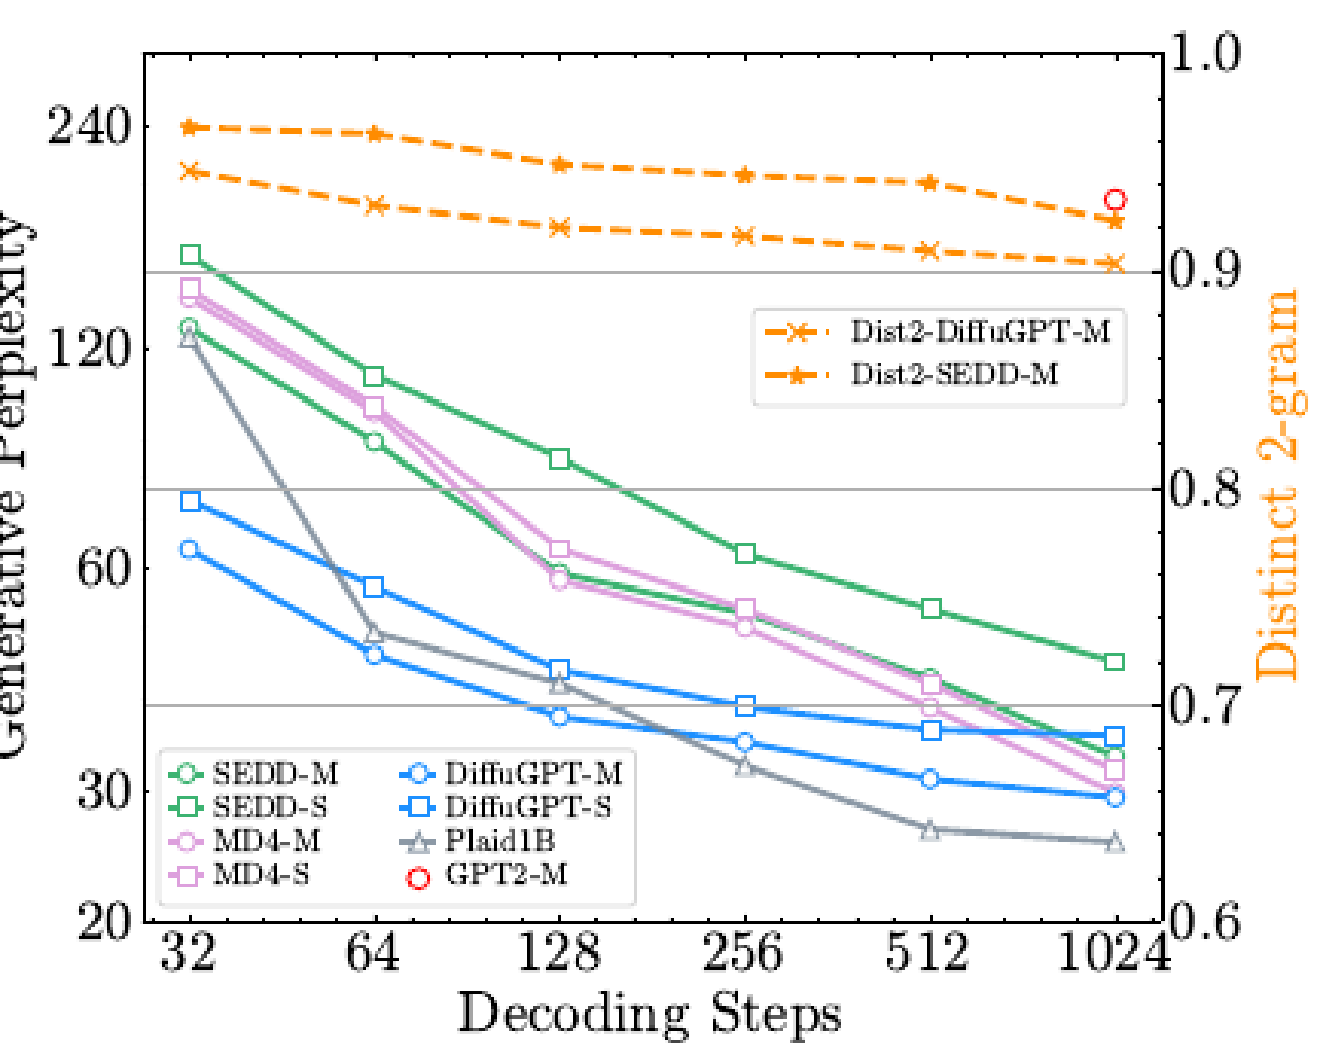 Generative Perplexity
240
120
60
30
20
1.0
0.9
0.8
0.7
0.6
Distinct 2-gram
Dist2-DiffuGPT-M
Dist2-SEDD-M
SEDD-M
SEDD-S
MD4-M
MD4-S
DiffuGPT-M
DiffuGPT-S
Plaid1B
GPT2-M
32 64 128 256 512 1024
Decoding Steps